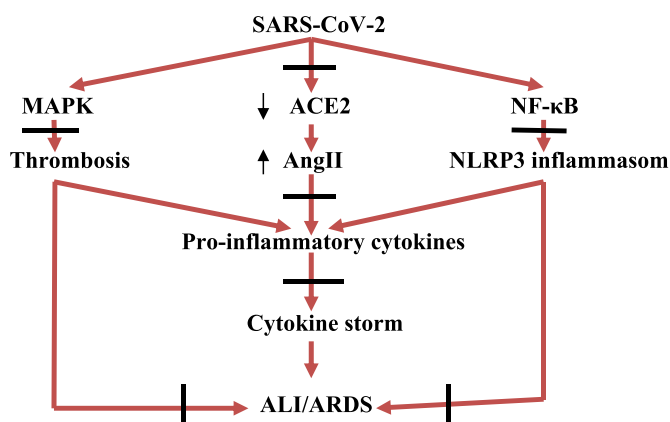 SARS-CoV-2
MAPK
ACE2
NF-κB
Thrombosis
AngII
NLRP3 inflammasom
Pro-inflammatory cytokines
Cytokine storm
ALI/ARDS